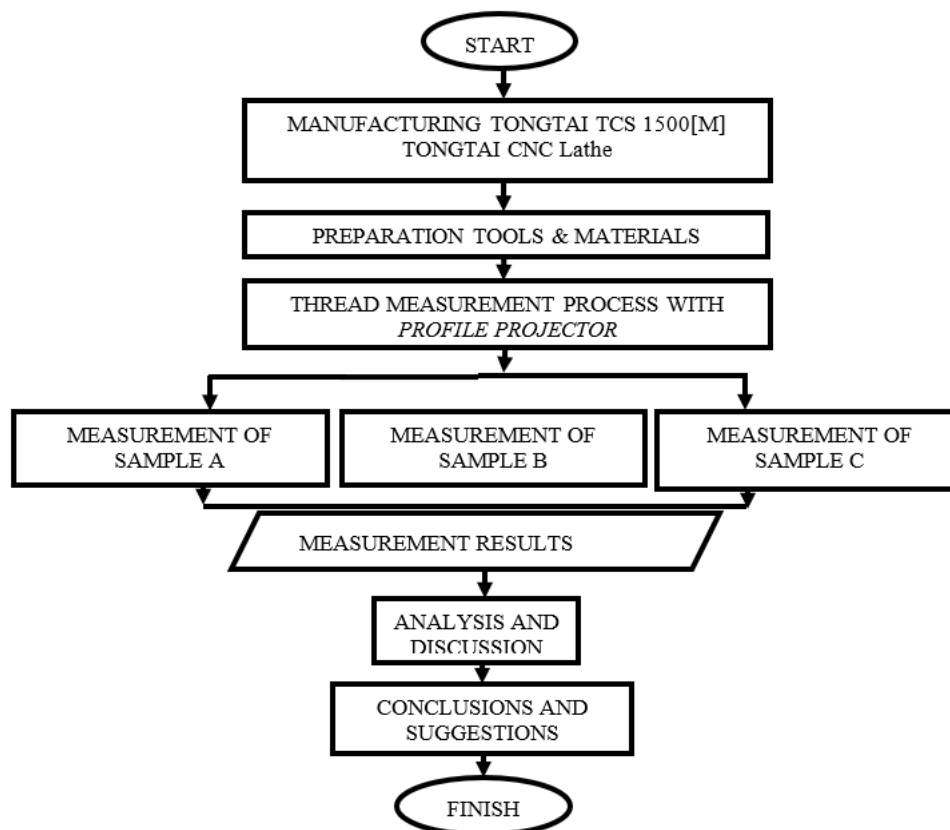 START
MANUFACTURING TONGTAI TCS 1500[M]
TONGTAI CNC Lathe
PREPARATION TOOLS & MATERIALS
THREAD MEASUREMENT PROCESS WITH
PROFILE PROJECTOR
MEASUREMENT OF
SAMPLE A
MEASUREMENT OF
SAMPLE B
MEASUREMENT OF
SAMPLE C
MEASUREMENT RESULTS
ANALYSIS AND
DISCUSSION
CONCLUSIONS AND
SUGGESTIONS
FINISH